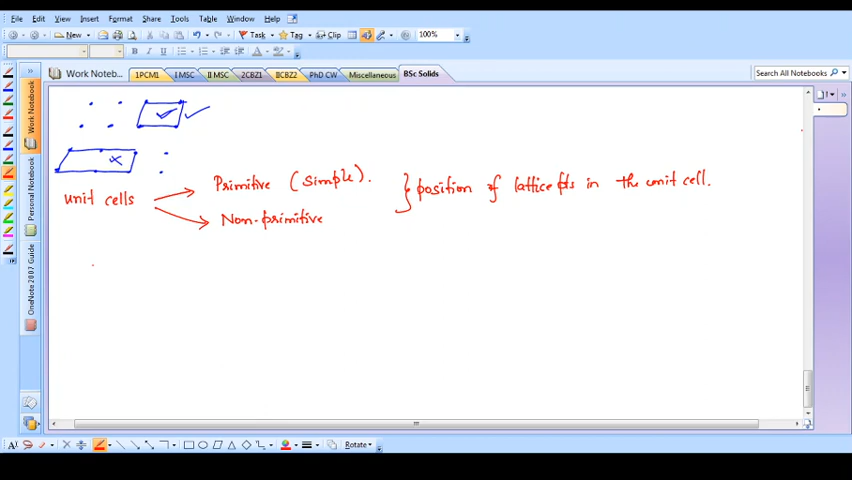 File Edit View Insert Format Share Tools Table Window Help
New Task Tag Clip 100%
Work Noteb... 1PCM1 I MSC II MSC 2CBZ1 IICBZ2 PhD CW Miscellaneous BSc Solids Search All Notebooks
Work Notebook
Personal Notebook
OneNote 2007 Guide
unit cells
Primitive (Simple).
Non-primitive
position of lattice pts in the unit cell.
Rotate